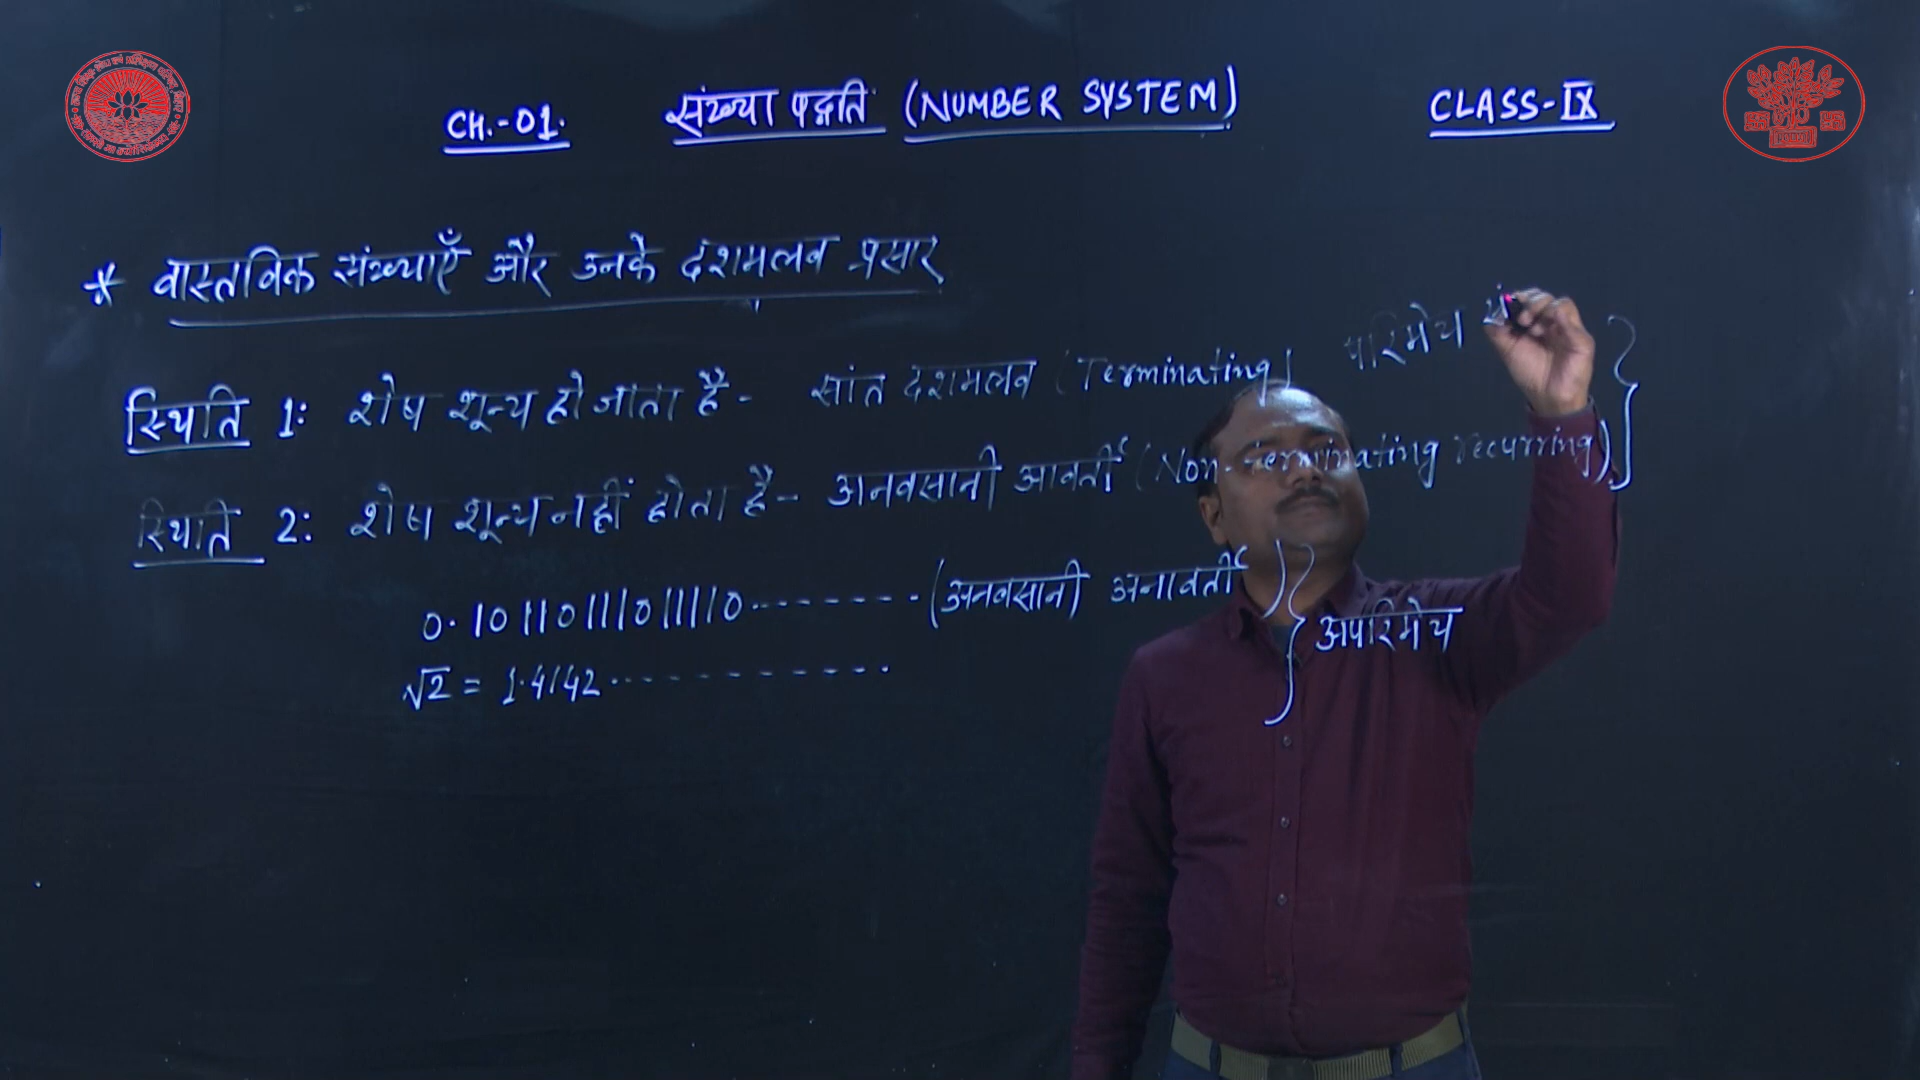 CH.-01. संख्या पद्धति (NUMBER SYSTEM) CLASS-IX
* वास्तविक संख्याएँ और उनके दशमलव प्रसार
स्थिति 1: शेष शून्य हो जाता है - सांत दशमलव (Terminating) परिमेय सं
स्थिति 2: शेष शून्य नहीं होता है - अनवसानी आवर्ती (Non-terminating recurring)
0.10110111011110-------- (अनवसानी अनावर्ती) अपरिमेय
√2 = 1.4142------------